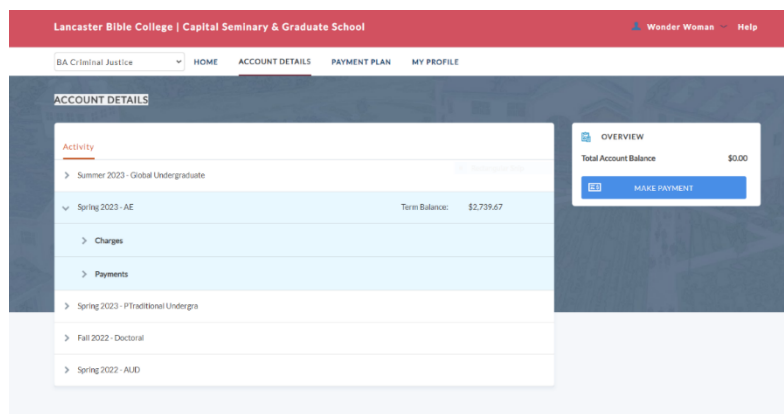 Lancaster Bible College | Capital Seminary & Graduate School
Wonder Woman Help
BA Criminal Justice HOME ACCOUNT DETAILS PAYMENT PLAN MY PROFILE
ACCOUNT DETAILS
Activity
Summer 2023 - Global Undergraduate
Spring 2023 - AE Term Balance: $2,739.67
Charges
Payments
Spring 2023 - PTraditional Undergra
Fall 2022 - Doctoral
Spring 2022 - AUD
OVERVIEW
Total Account Balance $0.00
MAKE PAYMENT